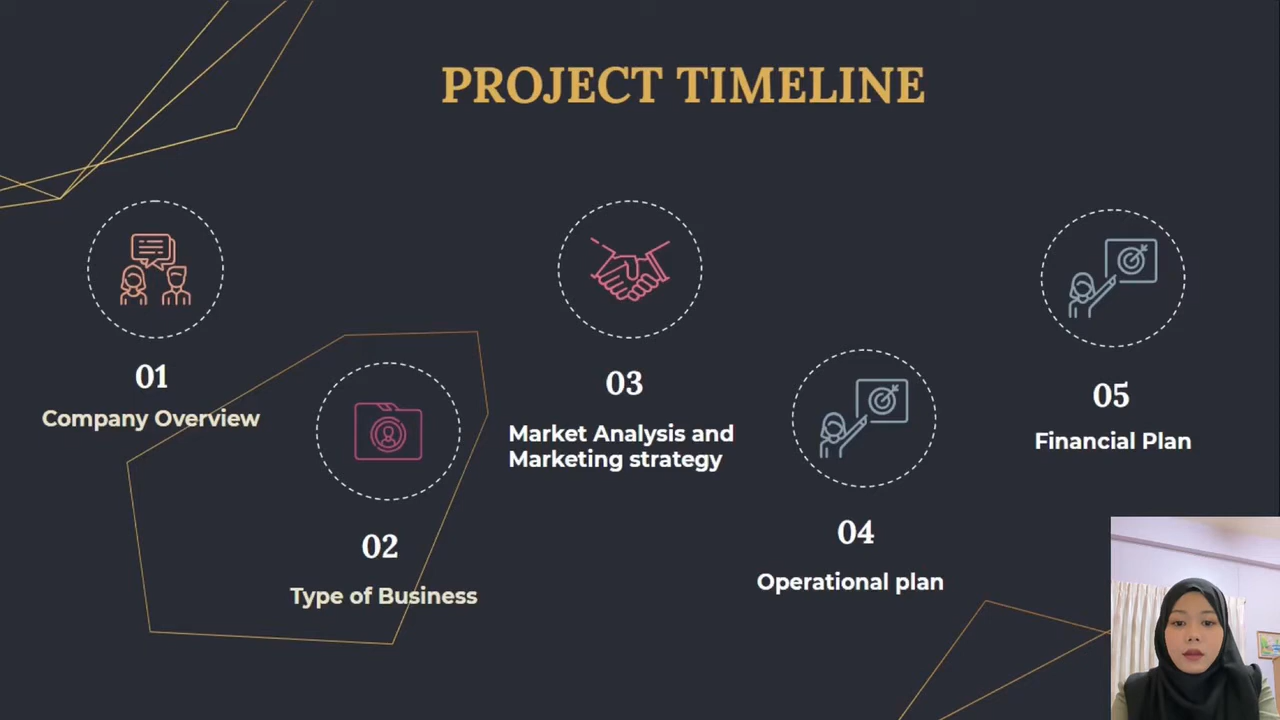 PROJECT TIMELINE
01
Company Overview
02
Type of Business
03
Market Analysis and
Marketing strategy
04
Operational plan
05
Financial Plan